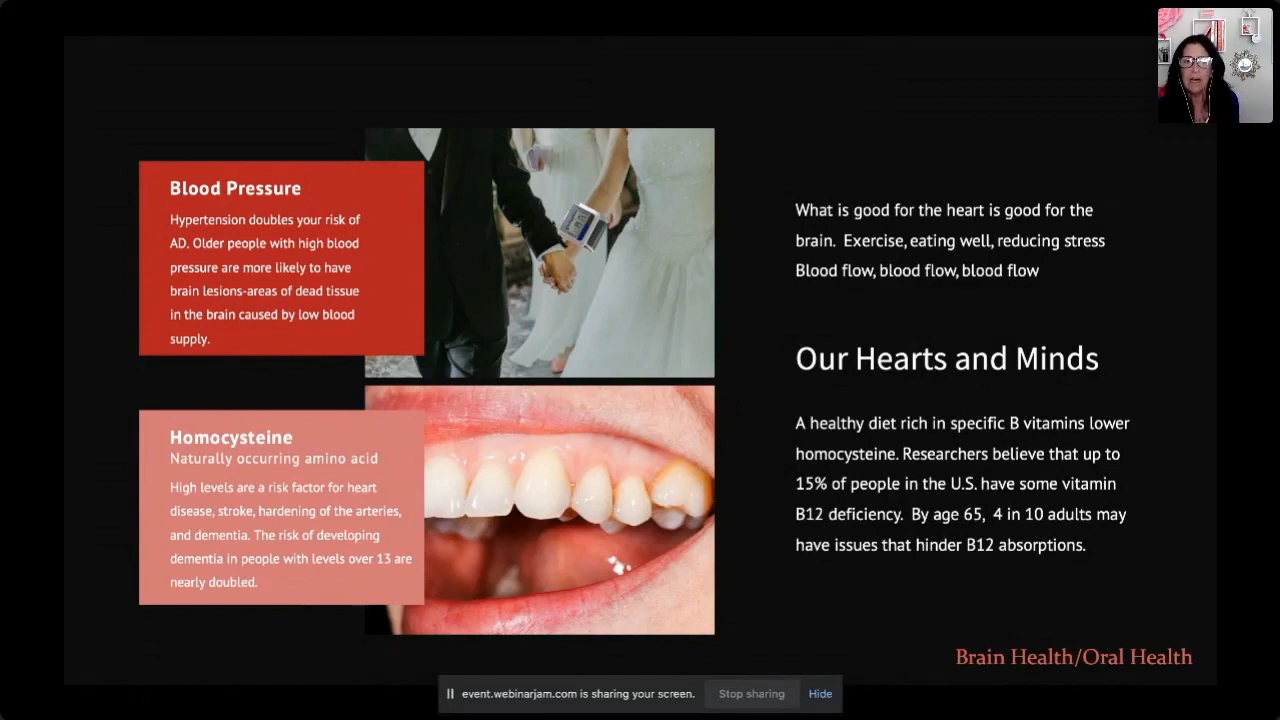 Blood Pressure
Hypertension doubles your risk of
AD. Older people with high blood
pressure are more likely to have
brain lesions-areas of dead tissue
in the brain caused by low blood
supply.
Homocysteine
Naturally occurring amino acid
High levels are a risk factor for heart
disease, stroke, hardening of the arteries,
and dementia. The risk of developing
dementia in people with levels over 13 are
nearly doubled.
What is good for the heart is good for the
brain. Exercise, eating well, reducing stress
Blood flow, blood flow, blood flow
Our Hearts and Minds
A healthy diet rich in specific B vitamins lower
homocysteine. Researchers believe that up to
15% of people in the U.S. have some vitamin
B12 deficiency. By age 65, 4 in 10 adults may
have issues that hinder B12 absorptions.
Brain Health/Oral Health
event.webinarjam.com is sharing your screen.
Stop sharing
Hide